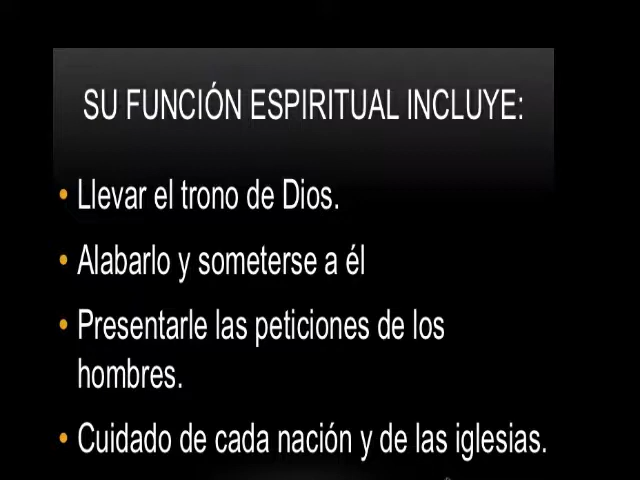 SU FUNCIÓN ESPIRITUAL INCLUYE:
• Llevar el trono de Dios.
• Alabarlo y someterse a él
• Presentarle las peticiones de los
hombres.
• Cuidado de cada nación y de las iglesias.